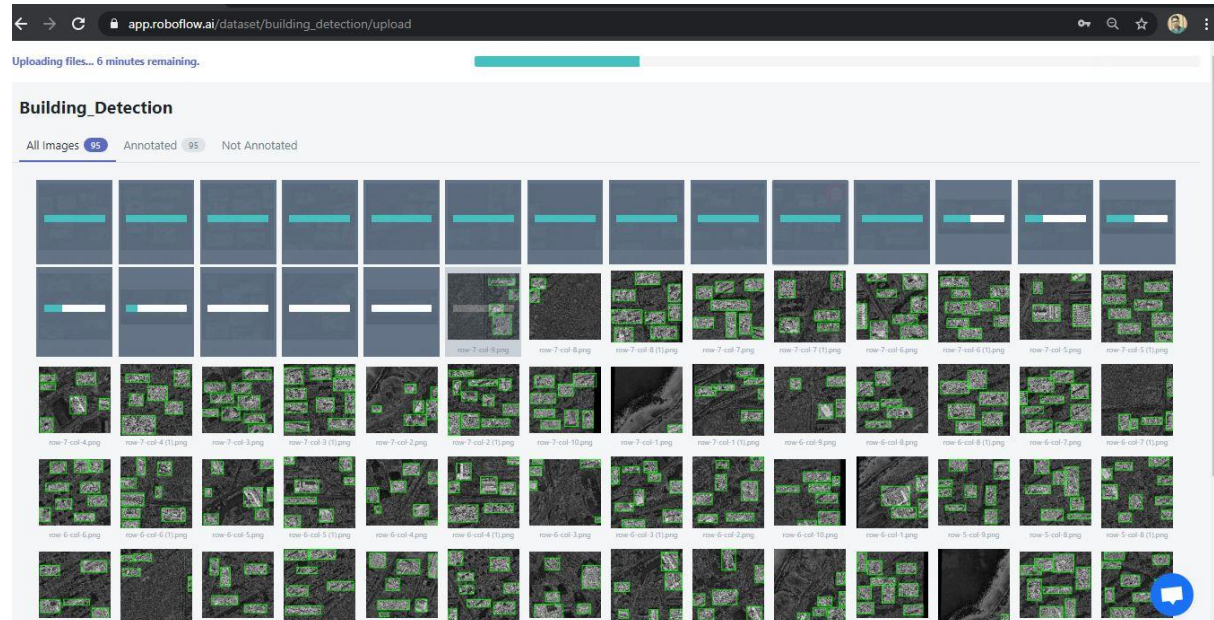 app.roboflow.ai/dataset/building_detection/upload
Uploading files... 6 minutes remaining.
Building_Detection
All Images 95 Annotated 95 Not Annotated
row-7-col-9.png row-7-col-8.png row-7-col-8 (1).png row-7-col-7.png row-7-col-7 (1).png row-7-col-6.png row-7-col-6 (1).png row-7-col-5.png row-7-col-5 (1).png
row-7-col-4.png row-7-col-4 (1).png row-7-col-3.png row-7-col-3 (1).png row-7-col-2.png row-7-col-2 (1).png row-7-col-10.png row-7-col-1.png row-7-col-1 (1).png row-6-col-9.png row-6-col-8.png row-6-col-8 (1).png row-6-col-7.png row-6-col-7 (1).png
row-6-col-6.png row-6-col-6 (1).png row-6-col-5.png row-6-col-5 (1).png row-6-col-4.png row-6-col-4 (1).png row-6-col-3.png row-6-col-3 (1).png row-6-col-2.png row-6-col-10.png row-6-col-1.png row-5-col-9.png row-5-col-8.png row-5-col-8 (1).png